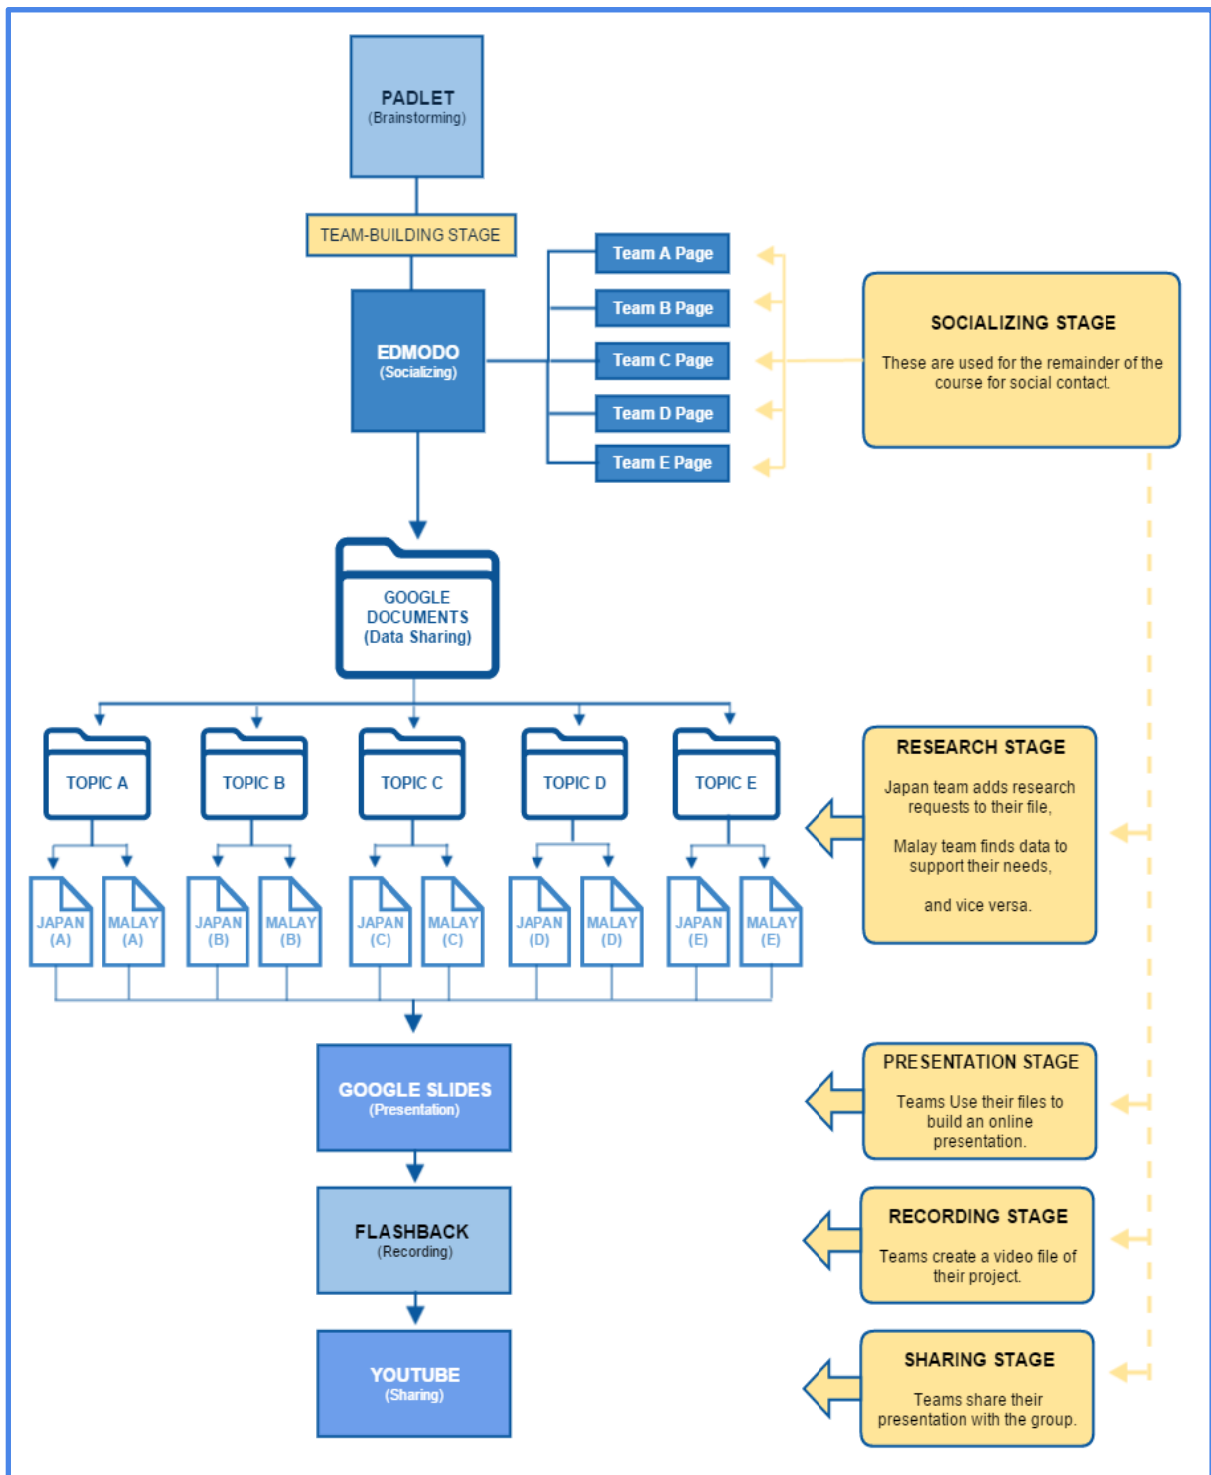 PADLET
(Brainstorming)
TEAM-BUILDING STAGE
EDMODO
(Socializing)
Team A Page
Team B Page
Team C Page
Team D Page
Team E Page
SOCIALIZING STAGE
These are used for the remainder of the
course for social contact.
GOOGLE
DOCUMENTS
(Data Sharing)
TOPIC A
TOPIC B
TOPIC C
TOPIC D
TOPIC E
JAPAN
(A)
MALAY
(A)
JAPAN
(B)
MALAY
(B)
JAPAN
(C)
MALAY
(C)
JAPAN
(D)
MALAY
(D)
JAPAN
(E)
MALAY
(E)
RESEARCH STAGE
Japan team adds research
requests to their file,
Malay team finds data to
support their needs,
and vice versa.
GOOGLE SLIDES
(Presentation)
PRESENTATION STAGE
Teams Use their files to
build an online
presentation.
FLASHBACK
(Recording)
RECORDING STAGE
Teams create a video file of
their project.
YOUTUBE
(Sharing)
SHARING STAGE
Teams share their
presentation with the group.